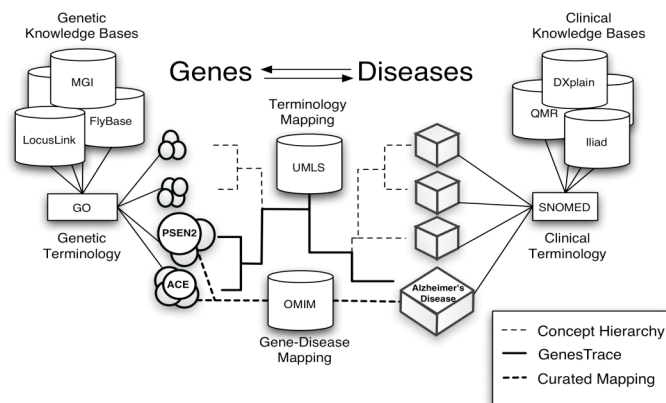 Genetic
Knowledge Bases
MGI
FlyBase
LocusLink
GO
Genetic
Terminology
Genes
Diseases
Terminology
Mapping
UMLS
PSEN2
ACE
OMIM
Gene-Disease
Mapping
Alzheimer's
Disease
Clinical
Knowledge Bases
DXplain
QMR
Iliad
SNOMED
Clinical
Terminology
Concept Hierarchy
GenesTrace
Curated Mapping